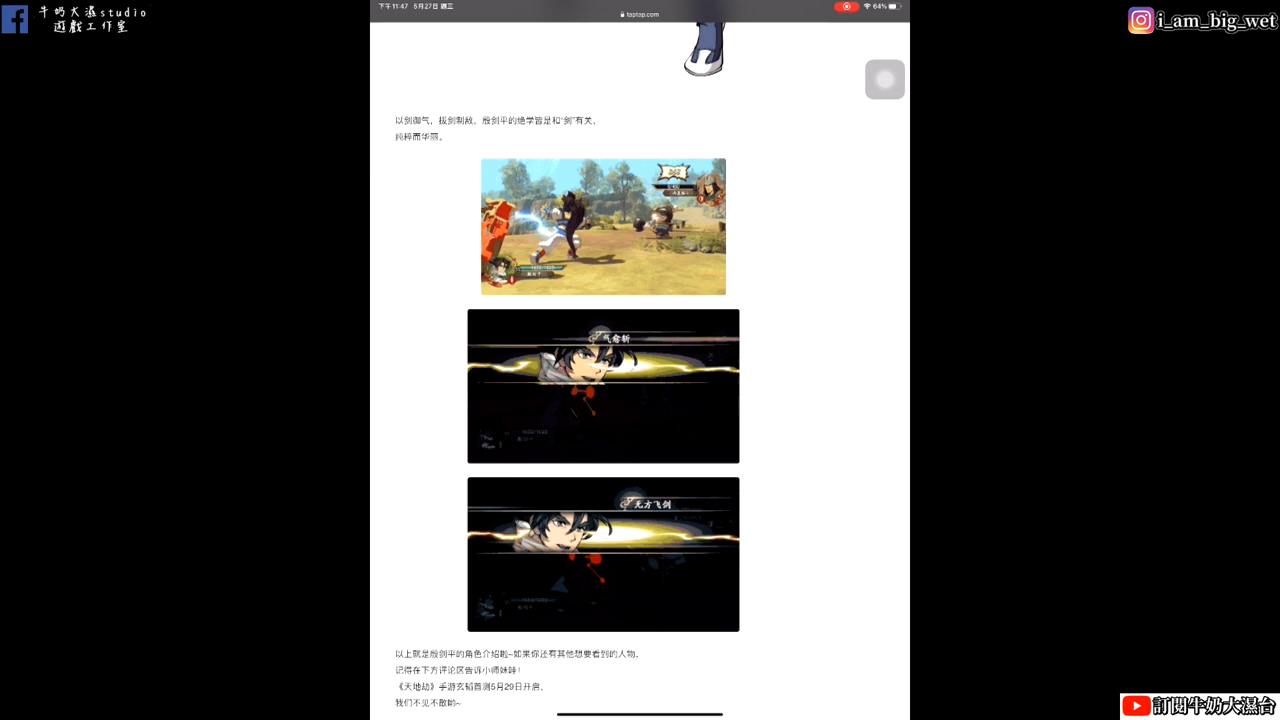 牛奶大濕studio
遊戲工作室
下午11:47 5月27日 週三
taptap.com
64%
i_am_big_wet
以剑御气，拔剑制敌，殷剑平的绝学皆是和“剑”有关，
纯粹而华丽。
气愈斩
无方飞剑
以上就是殷剑平的角色介绍啦~如果你还有其他想要看到的人物，
记得在下方评论区告诉小师妹哇！
《天地劫》手游玄韬首测5月29日开启，
我们不见不散哟~
訂閱牛奶大濕台